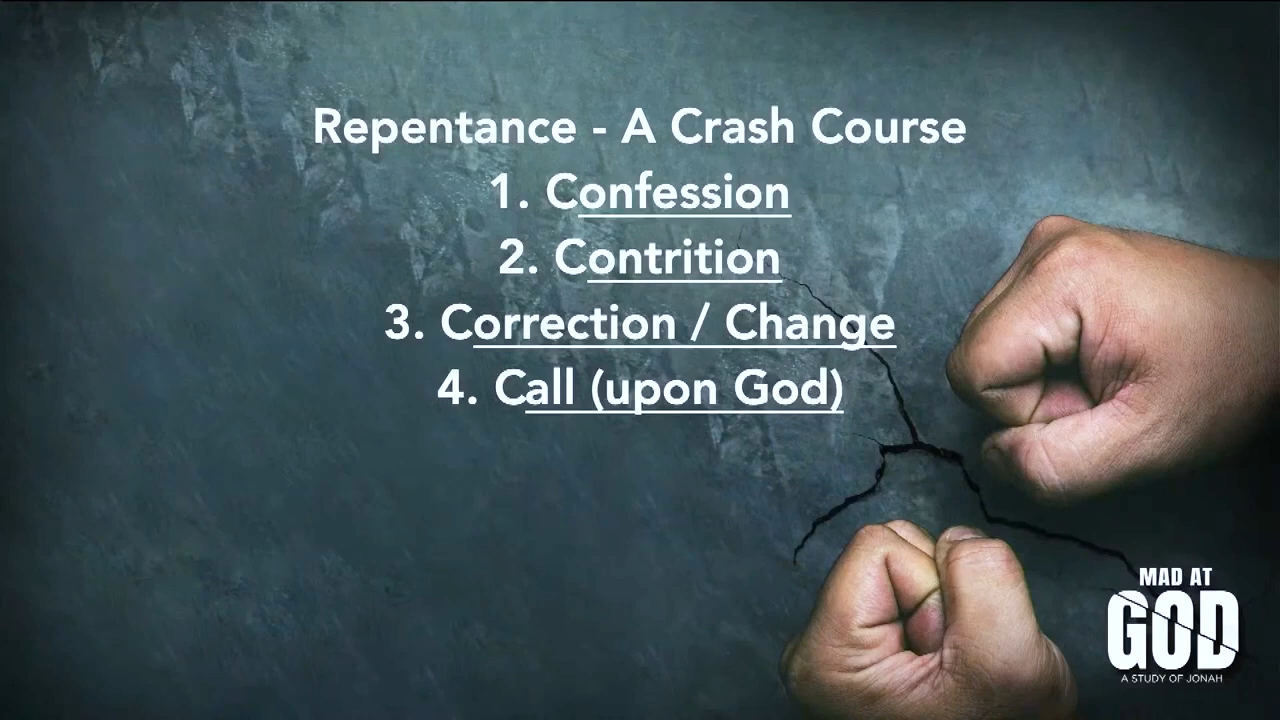 Repentance - A Crash Course
1. Confession
2. Contrition
3. Correction / Change
4. Call (upon God)
MAD AT
GOD
A STUDY OF JONAH